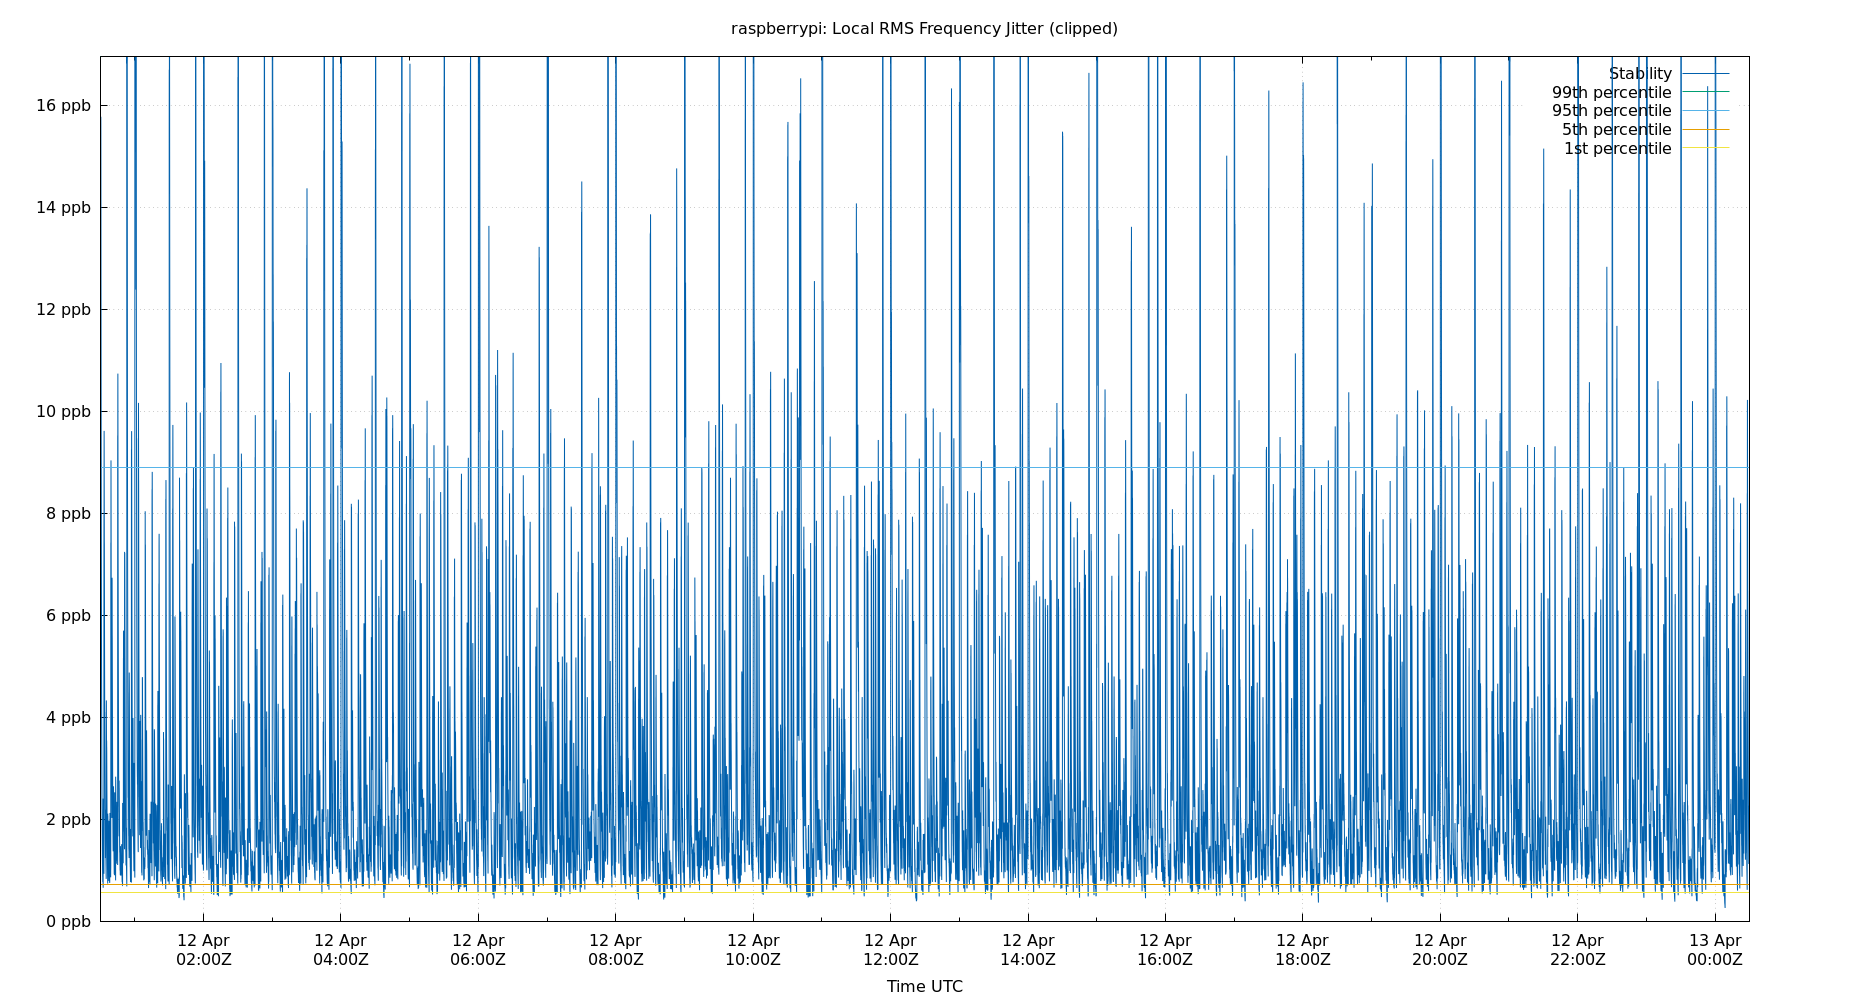 raspberrypi: Local RMS Frequency Jitter (clipped)
Stability
99th percentile
95th percentile
5th percentile
1st percentile
16 ppb
14 ppb
12 ppb
10 ppb
8 ppb
6 ppb
4 ppb
2 ppb
0 ppb
12 Apr 12 Apr 12 Apr 12 Apr 12 Apr 12 Apr 12 Apr 12 Apr 12 Apr 12 Apr 12 Apr 13 Apr
02:00Z 04:00Z 06:00Z 08:00Z 10:00Z 12:00Z 14:00Z 16:00Z 18:00Z 20:00Z 22:00Z 00:00Z
Time UTC